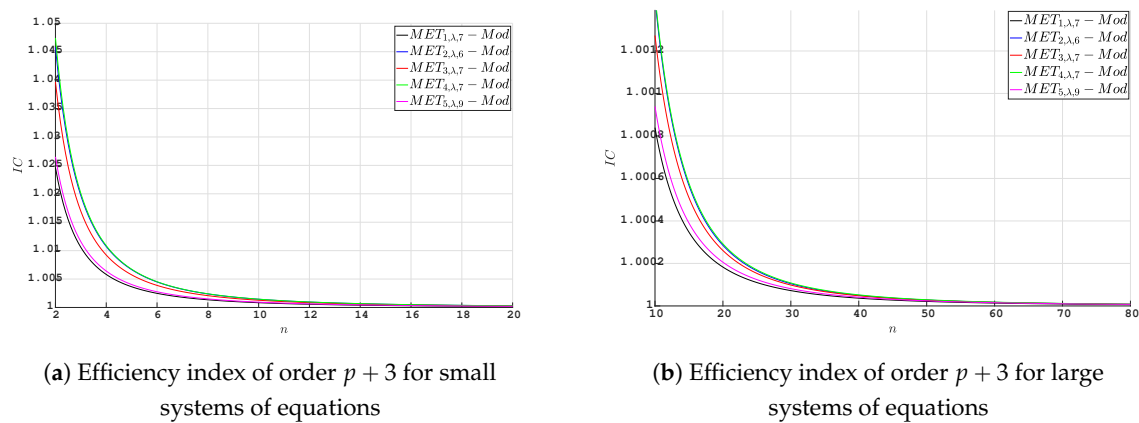 1.05
1.045
1.04
1.035
1.03
1.025
1.02
1.015
1.01
1.005
1
IC
2 4 6 8 10 12 14 16 18 20
n
MET₁,λ,₇ − Mod
MET₂,λ,₆ − Mod
MET₃,λ,₇ − Mod
MET₄,λ,₇ − Mod
MET₅,λ,₉ − Mod
(a) Efficiency index of order p + 3 for small
systems of equations
1.0012
1.001
1.0008
1.0006
1.0004
1.0002
1
IC
10 20 30 40 50 60 70 80
n
MET₁,λ,₇ − Mod
MET₂,λ,₆ − Mod
MET₃,λ,₇ − Mod
MET₄,λ,₇ − Mod
MET₅,λ,₉ − Mod
(b) Efficiency index of order p + 3 for large
systems of equations